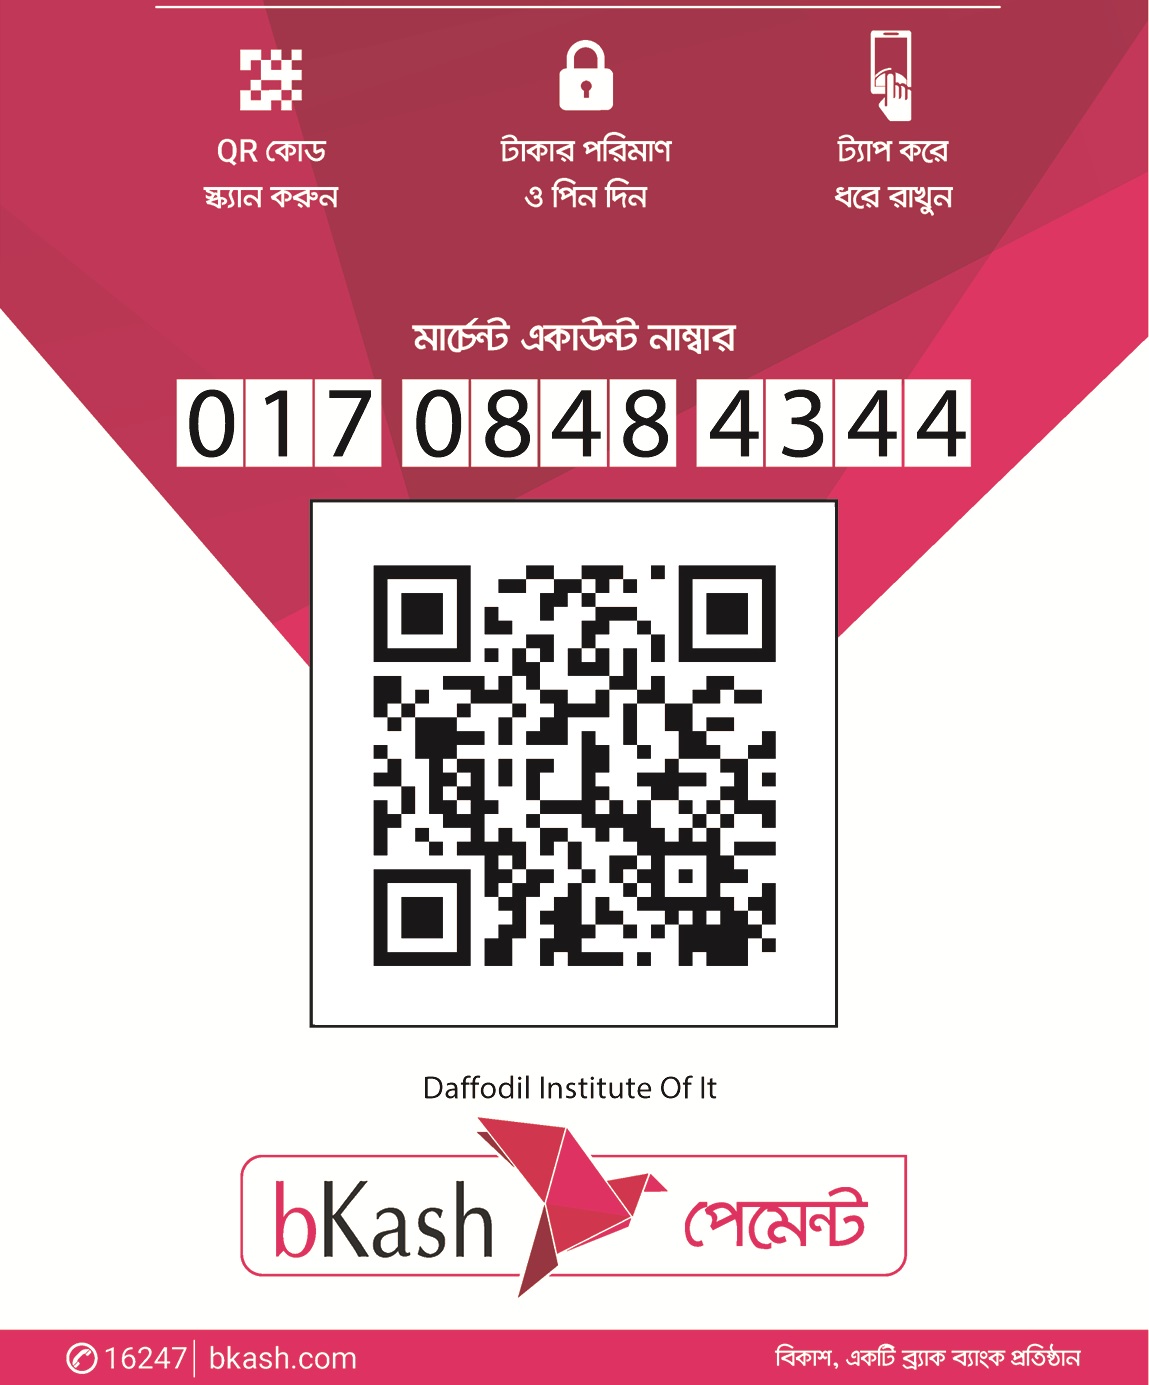 QR কোড
স্ক্যান করুন
টাকার পরিমাণ
ও পিন দিন
ট্যাপ করে
ধরে রাখুন
মার্চেন্ট একাউন্ট নাম্বার
017 0848 4344
Daffodil Institute Of It
bKash পেমেন্ট
16247 | bkash.com
বিকাশ, একটি ব্র্যাক ব্যাংক প্রতিষ্ঠান